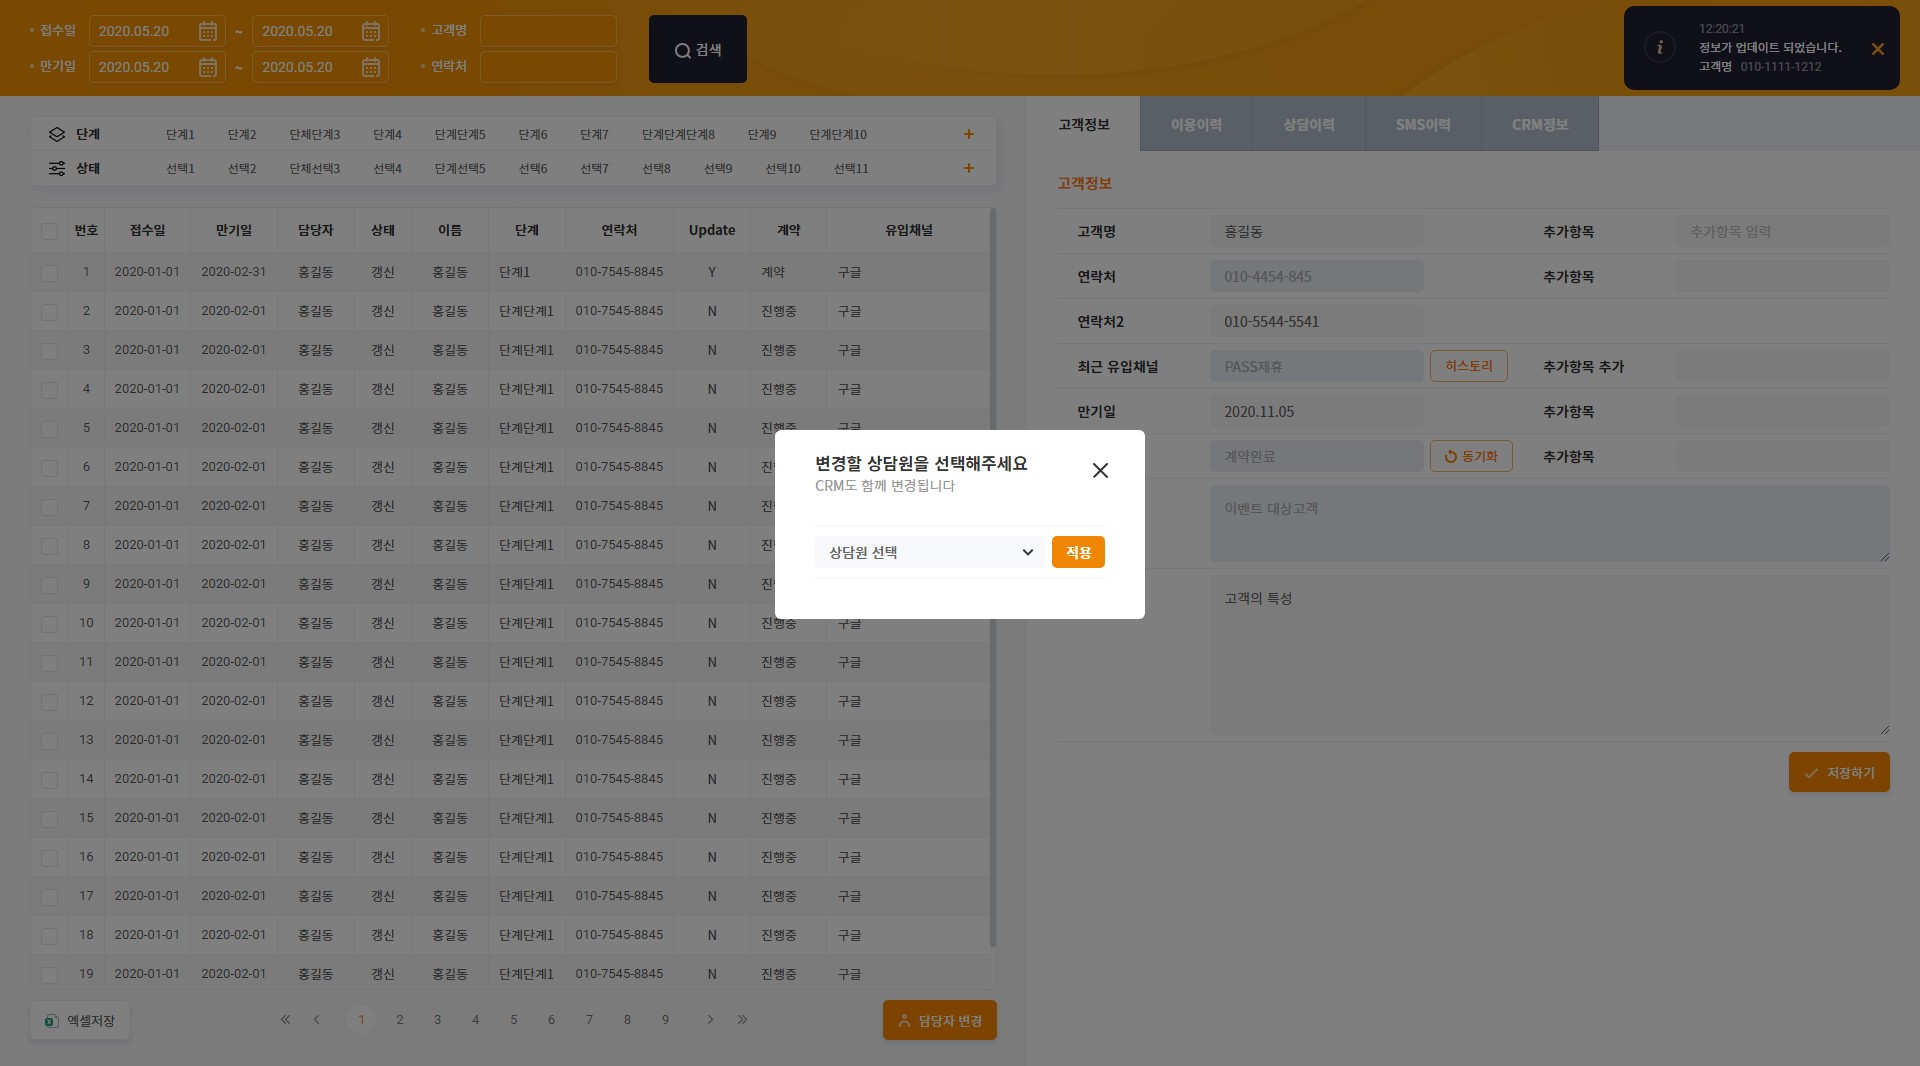 접수일 2020.05.20 ~ 2020.05.20 고객명
만기일 2020.05.20 ~ 2020.05.20 연락처
검색
12:20:21
정보가 업데이트 되었습니다.
고객명 010-1111-1212
단계 단계1 단계2 단체단계3 단계4 단계단계5 단계6 단계7 단계단계단계8 단계9 단계단계10 +
상태 선택1 선택2 단체선택3 선택4 단계선택5 선택6 선택7 선택8 선택9 선택10 선택11 +
번호 접수일 만기일 담당자 상태 이름 단계 연락처 Update 계약 유입채널
1 2020-01-01 2020-02-31 홍길동 갱신 홍길동 단계1 010-7545-8845 Y 계약 구글
2 2020-01-01 2020-02-01 홍길동 갱신 홍길동 단계단계1 010-7545-8845 N 진행중 구글
3 2020-01-01 2020-02-01 홍길동 갱신 홍길동 단계단계1 010-7545-8845 N 진행중 구글
4 2020-01-01 2020-02-01 홍길동 갱신 홍길동 단계단계1 010-7545-8845 N 진행중 구글
5 2020-01-01 2020-02-01 홍길동 갱신 홍길동 단계단계1 010-7545-8845 N 진행중 구글
6 2020-01-01 2020-02-01 홍길동 갱신 홍길동 단계단계1 010-7545-8845 N
7 2020-01-01 2020-02-01 홍길동 갱신 홍길동 단계단계1 010-7545-8845 N
8 2020-01-01 2020-02-01 홍길동 갱신 홍길동 단계단계1 010-7545-8845 N
9 2020-01-01 2020-02-01 홍길동 갱신 홍길동 단계단계1 010-7545-8845 N
10 2020-01-01 2020-02-01 홍길동 갱신 홍길동 단계단계1 010-7545-8845 N 진행중 구글
11 2020-01-01 2020-02-01 홍길동 갱신 홍길동 단계단계1 010-7545-8845 N 진행중 구글
12 2020-01-01 2020-02-01 홍길동 갱신 홍길동 단계단계1 010-7545-8845 N 진행중 구글
13 2020-01-01 2020-02-01 홍길동 갱신 홍길동 단계단계1 010-7545-8845 N 진행중 구글
14 2020-01-01 2020-02-01 홍길동 갱신 홍길동 단계단계1 010-7545-8845 N 진행중 구글
15 2020-01-01 2020-02-01 홍길동 갱신 홍길동 단계단계1 010-7545-8845 N 진행중 구글
16 2020-01-01 2020-02-01 홍길동 갱신 홍길동 단계단계1 010-7545-8845 N 진행중 구글
17 2020-01-01 2020-02-01 홍길동 갱신 홍길동 단계단계1 010-7545-8845 N 진행중 구글
18 2020-01-01 2020-02-01 홍길동 갱신 홍길동 단계단계1 010-7545-8845 N 진행중 구글
19 2020-01-01 2020-02-01 홍길동 갱신 홍길동 단계단계1 010-7545-8845 N 진행중 구글
엑셀저장 « ‹ 1 2 3 4 5 6 7 8 9 › » 담당자 변경
고객정보 이용이력 상담이력 SMS이력 CRM정보
고객정보
고객명 홍길동 추가항목 추가항목 입력
연락처 010-4454-845 추가항목
연락처2 010-5544-5541
최근 유입채널 PASS제휴 히스토리 추가항목 추가
만기일 2020.11.05 추가항목
계약완료 동기화 추가항목
이벤트 대상고객
고객의 특성
저장하기
변경할 상담원을 선택해주세요
CRM도 함께 변경됩니다
상담원 선택 적용